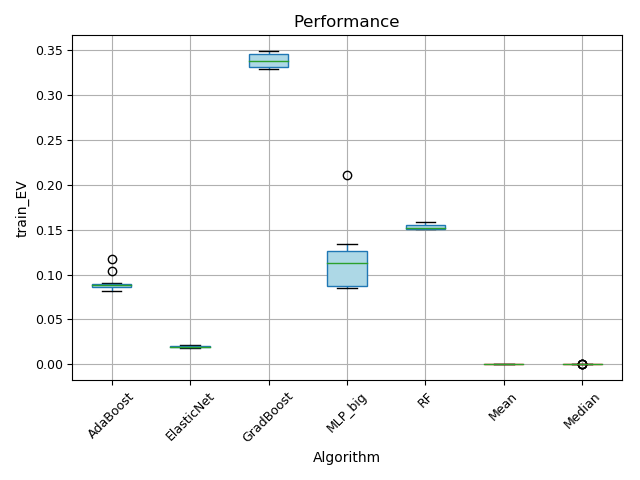 Performance
train_EV
0.35
0.30
0.25
0.20
0.15
0.10
0.05
0.00
AdaBoost
ElasticNet
GradBoost
MLP_big
RF
Mean
Median
Algorithm